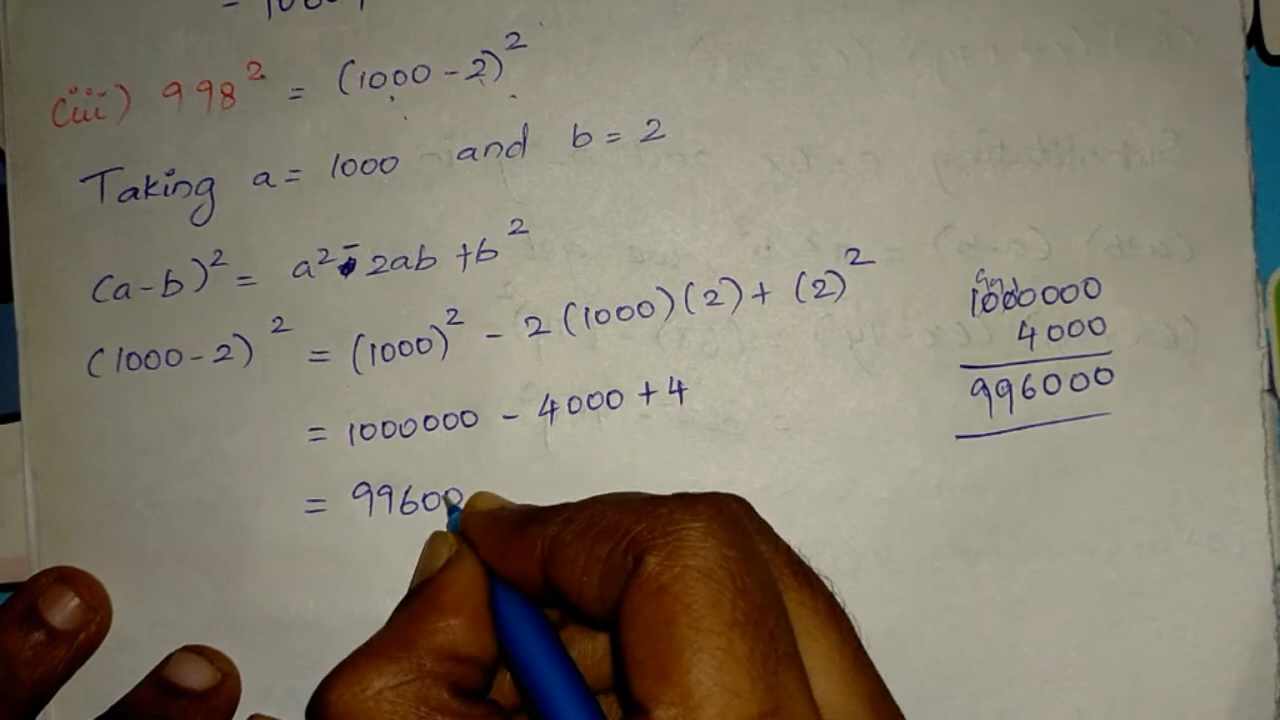 (iii) 998² = (1000 - 2)²
Taking a = 1000 and b = 2
(a-b)² = a² - 2ab + b²
(1000-2)² = (1000)² - 2(1000)(2) + (2)²
= 1000000 - 4000 + 4
= 99600
1000000
4000
996000